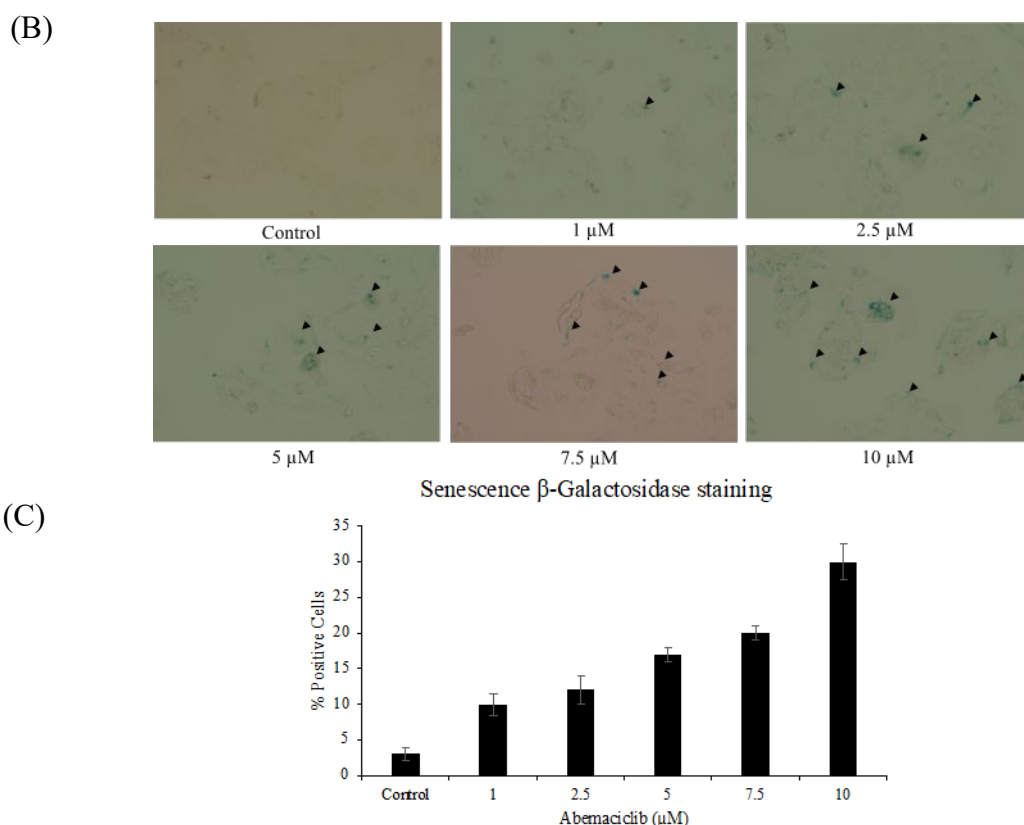 (B)
Control
1 µM
2.5 µM
5 µM
7.5 µM
10 µM
Senescence β-Galactosidase staining
(C)
35
30
25
20
15
10
5
0
% Positive Cells
Control
1
2.5
5
7.5
10
Abemaciclib (µM)